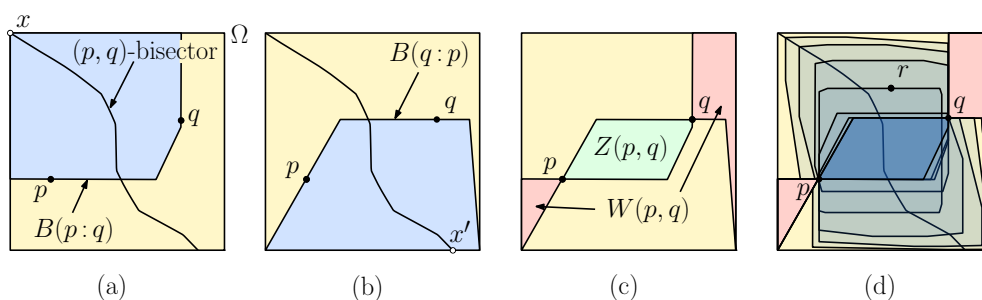 x
(p, q)-bisector
Ω
q
p
B(p : q)
(a)
B(q : p)
q
p
x′
(b)
q
Z(p, q)
p
W(p, q)
(c)
r
q
p
(d)